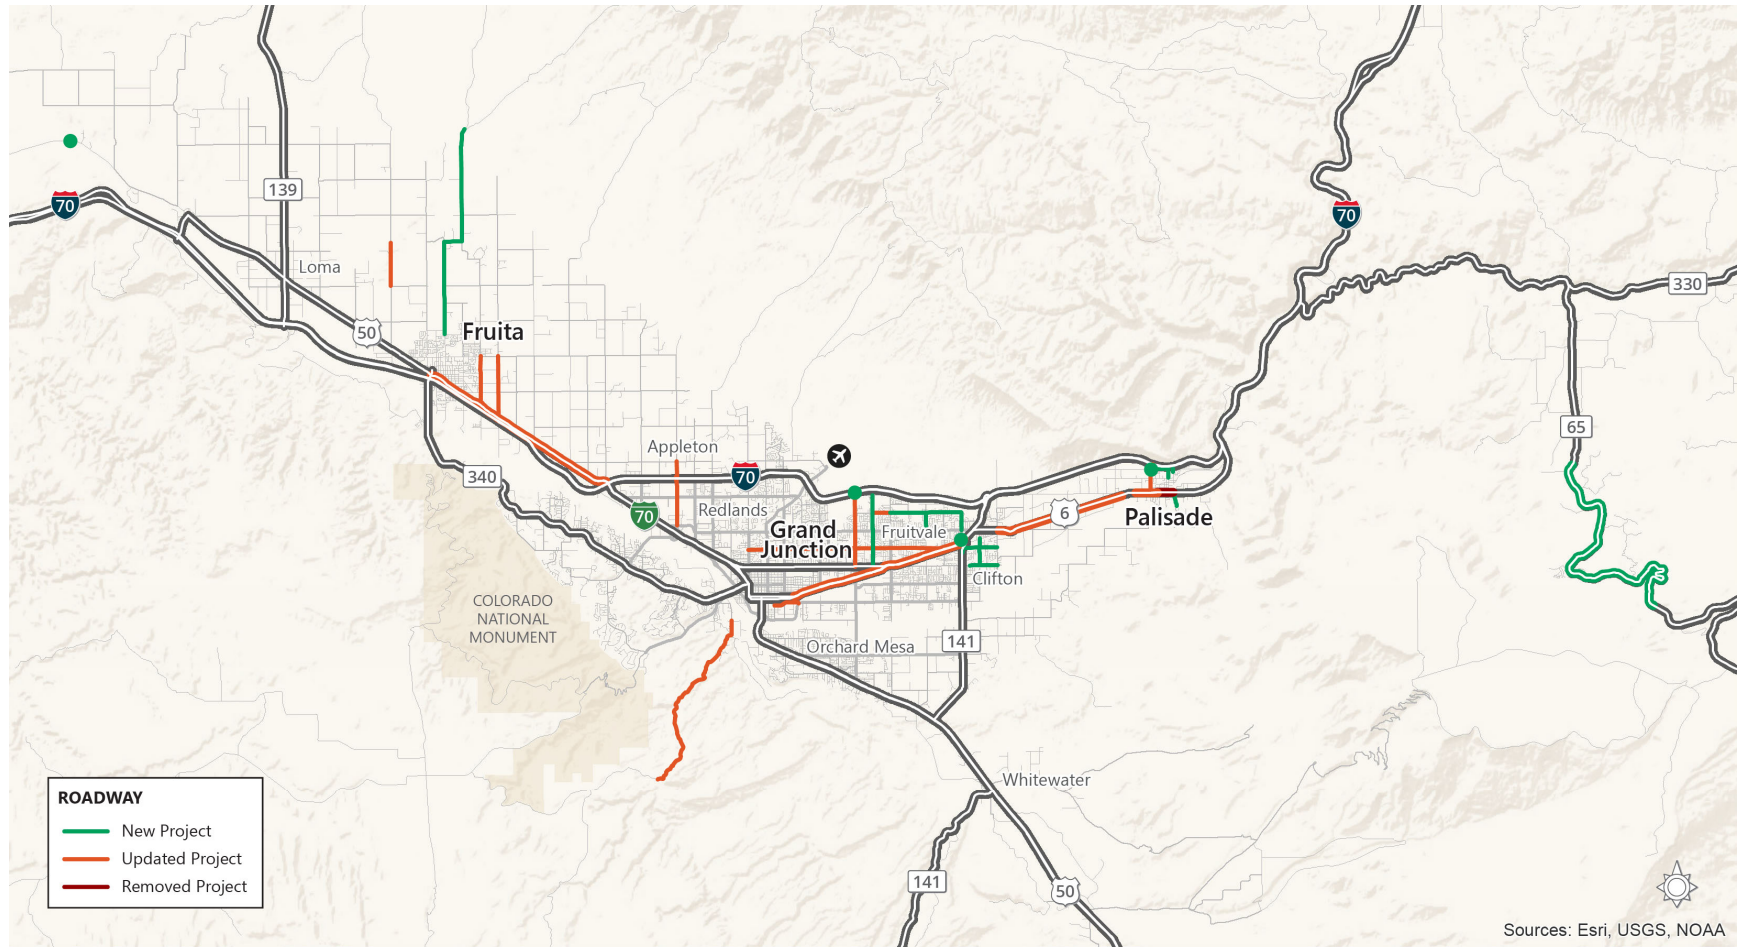 139
70
70
Loma
330
50
Fruita
65
Appleton
340
70
70
Redlands
6
Palisade
Grand
Junction
Fruitvale
Clifton
COLORADO
NATIONAL
MONUMENT
Orchard Mesa
141
Whitewater
ROADWAY
New Project
Updated Project
Removed Project
141
50
Sources: Esri, USGS, NOAA